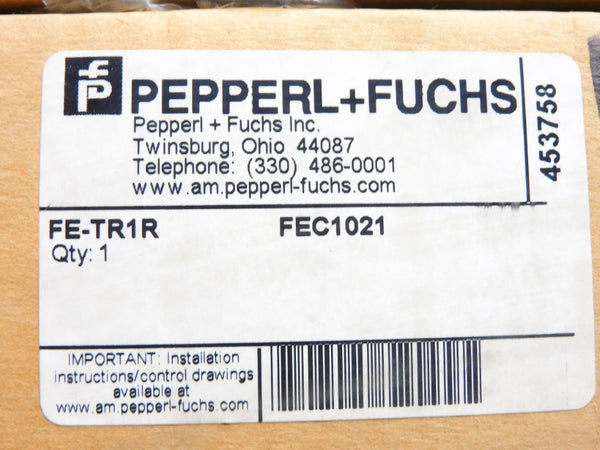 PEPPERL+FUCHS
Pepperl + Fuchs Inc.
Twinsburg, Ohio 44087
Telephone: (330) 486-0001
www.am.pepperl-fuchs.com
453758
FE-TR1R FEC1021
Qty: 1
IMPORTANT: Installation
instructions/control drawings
available at
www.am.pepperl-fuchs.com